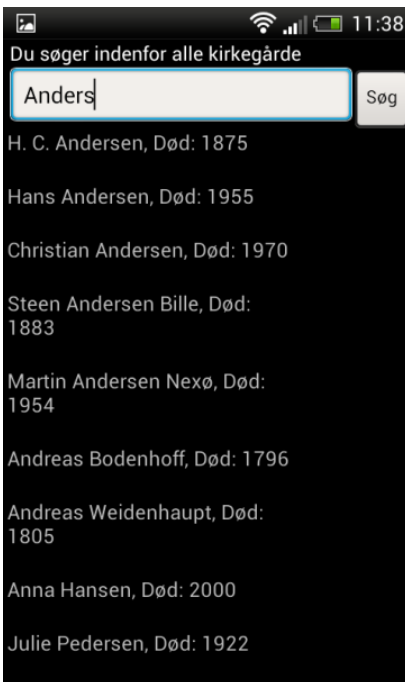 11:38
Du søger indenfor alle kirkegårde
Anders
Søg
H. C. Andersen, Død: 1875
Hans Andersen, Død: 1955
Christian Andersen, Død: 1970
Steen Andersen Bille, Død:
1883
Martin Andersen Nexø, Død:
1954
Andreas Bodenhoff, Død: 1796
Andreas Weidenhaupt, Død:
1805
Anna Hansen, Død: 2000
Julie Pedersen, Død: 1922